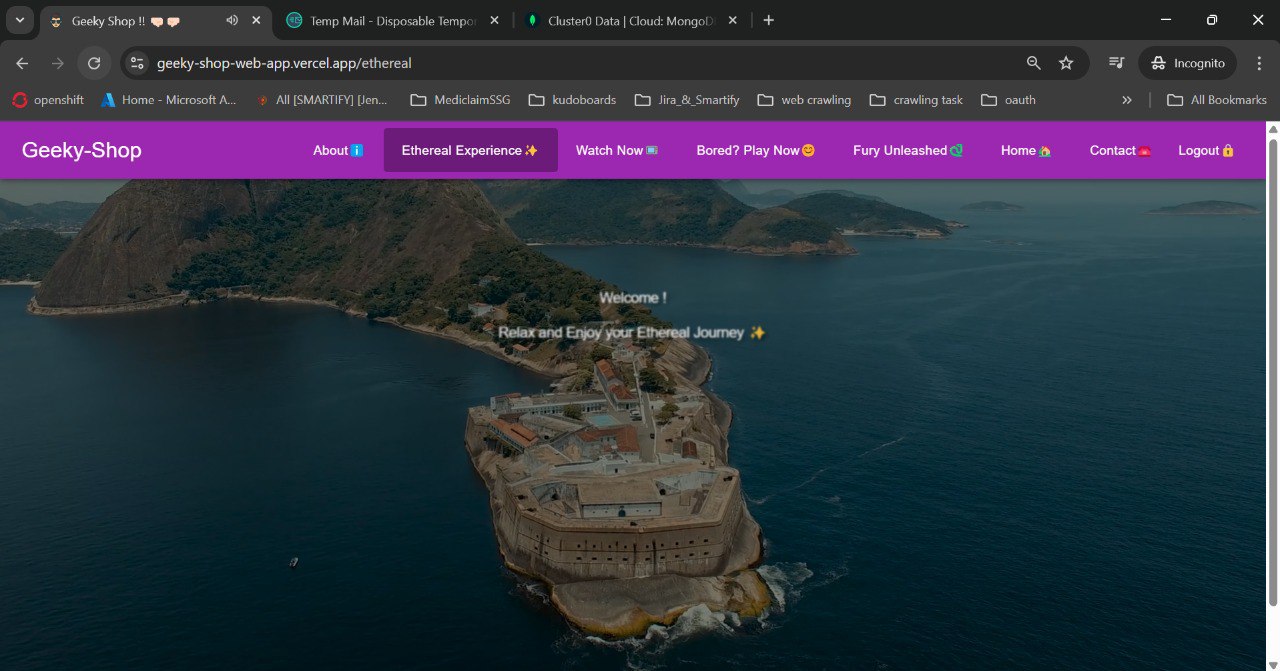 Geeky Shop !! 👊🏻👊🏻
Temp Mail - Disposable Tempor
Cluster0 Data | Cloud: MongoD
geeky-shop-web-app.vercel.app/ethereal
Incognito
openshift
Home - Microsoft A...
All [SMARTIFY] [Jen...
MediclaimSSG
kudoboards
Jira_&_Smartify
web crawling
crawling task
oauth
All Bookmarks
Geeky-Shop
Aboutℹ️
Ethereal Experience✨
Watch Now📺
Bored? Play Now😊
Fury Unleashed🐉
Home🏡
Contact☎️
Logout🔒
Welcome !
Relax and Enjoy your Ethereal Journey ✨